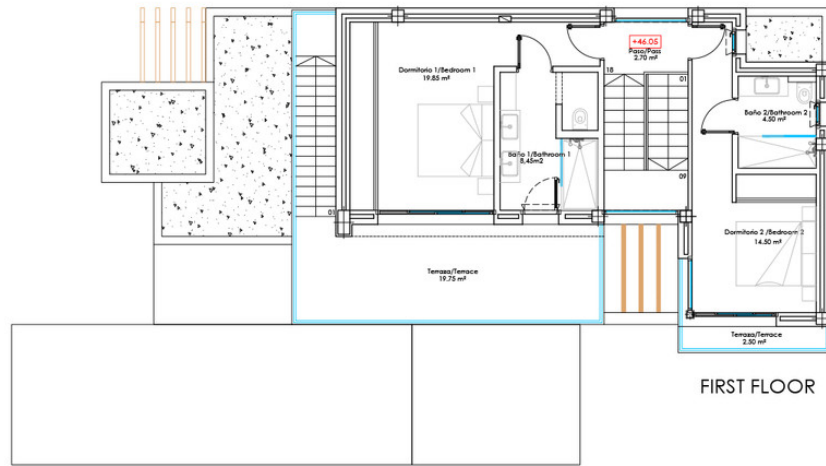 +46.05
Paso/Pass
2.70 m²
Dormitorio 1/Bedroom 1
19.85 m²
18
01
Baño 2/Bathroom 2
4.50 m²
Baño 1/Bathroom 1
5,45m2
09
01
Dormitorio 2 /Bedroom 2
14.50 m²
Terraza/Terrace
19.75 m²
Terraza/Terrace
2.50 m²
FIRST FLOOR